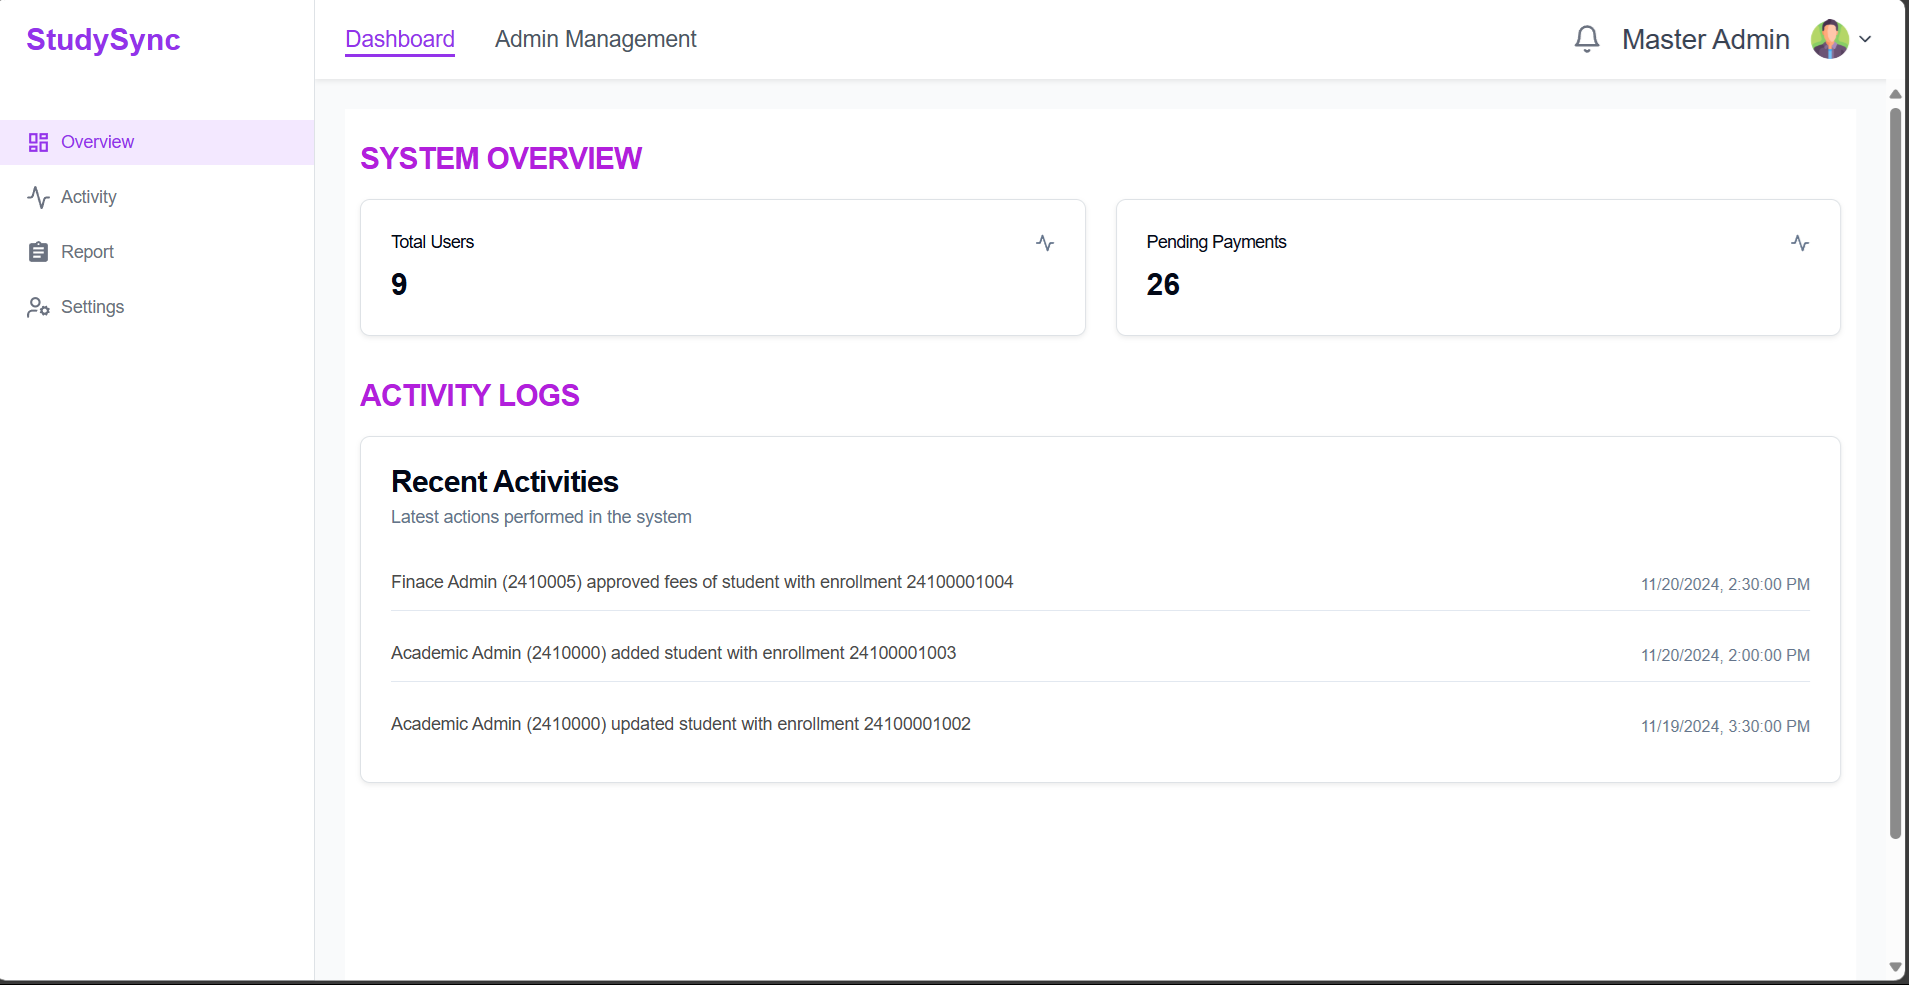 StudySync
Dashboard
Admin Management
Master Admin
Overview
Activity
Report
Settings
SYSTEM OVERVIEW
Total Users
9
Pending Payments
26
ACTIVITY LOGS
Recent Activities
Latest actions performed in the system
Finace Admin (2410005) approved fees of student with enrollment 24100001004
11/20/2024, 2:30:00 PM
Academic Admin (2410000) added student with enrollment 24100001003
11/20/2024, 2:00:00 PM
Academic Admin (2410000) updated student with enrollment 24100001002
11/19/2024, 3:30:00 PM